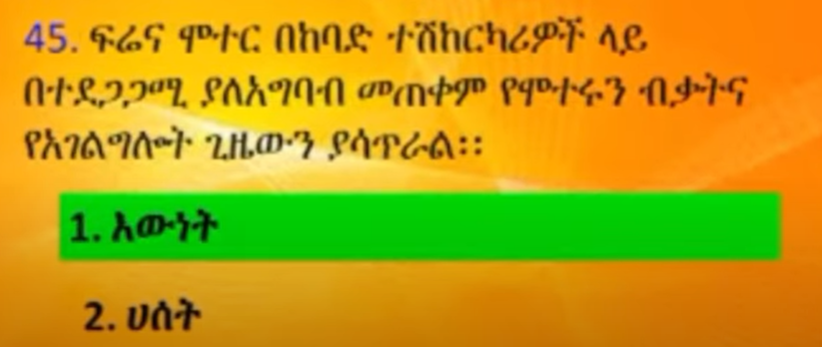 45. ፍሬና ሞተር በከባድ ተሽከርካሪዎች ላይ
በተደጋጋሚ ያለአግባብ መጠቀም የሞተሩን ብቃትና
የአገልግሎት ጊዜውን ያሳጥራል፡፡
1. እውነት
2. ሀሰት